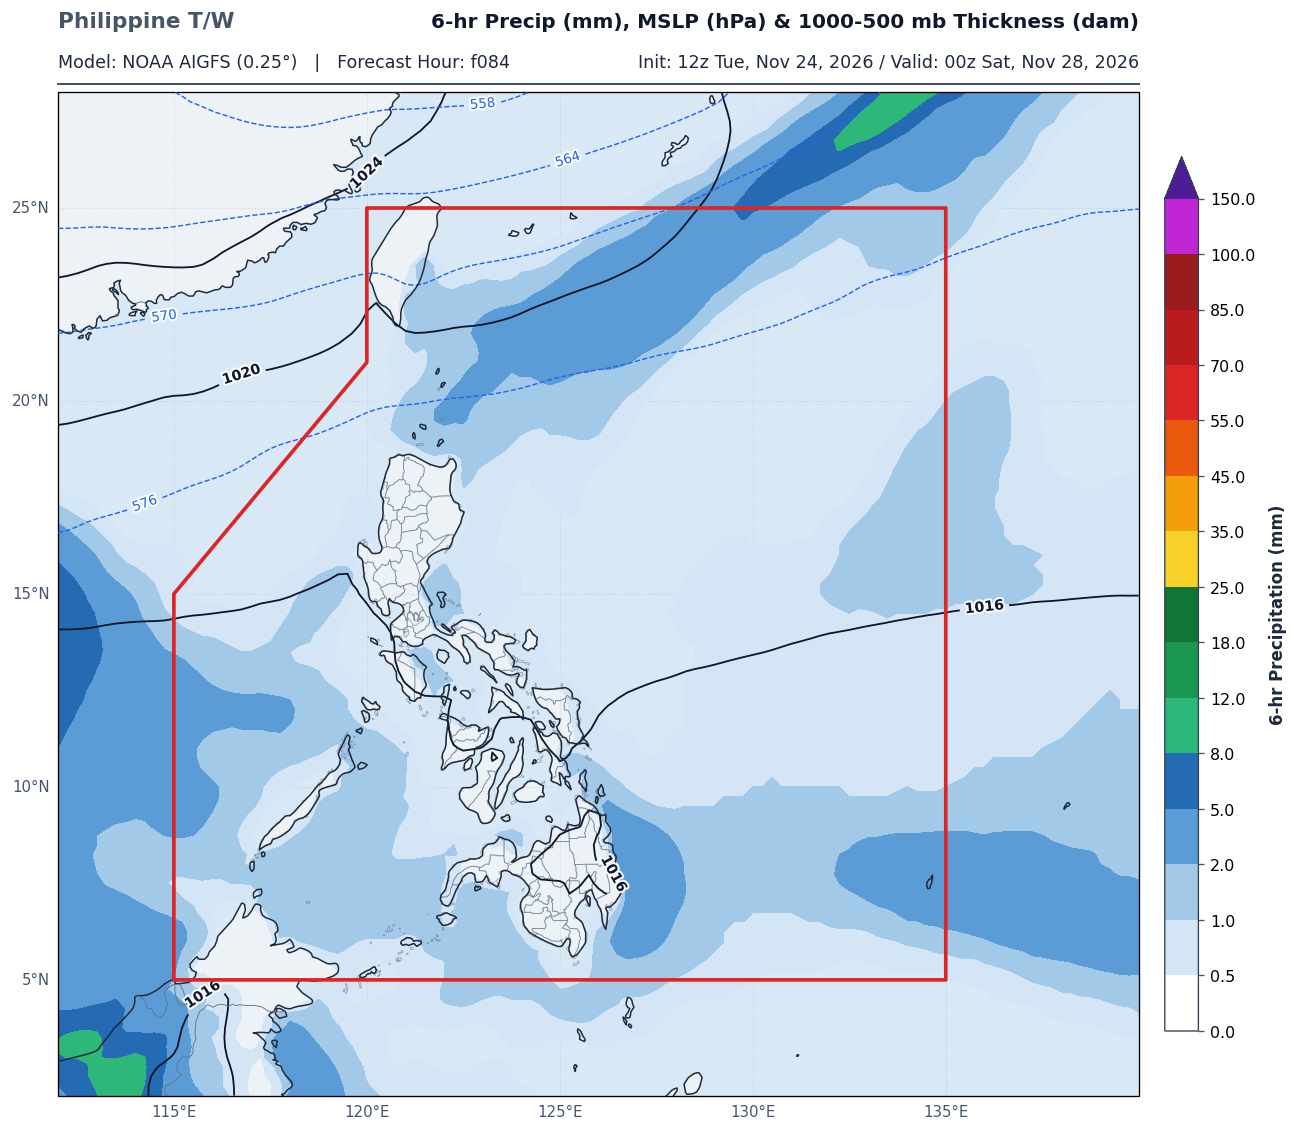 Philippine T/W
6-hr Precip (mm), MSLP (hPa) & 1000-500 mb Thickness (dam)
Model: NOAA AIGFS (0.25°) | Forecast Hour: f084
Init: 12z Tue, Nov 24, 2026 / Valid: 00z Sat, Nov 28, 2026
558
564
1024
570
1020
576
1016
1016
1016
25°N
20°N
15°N
10°N
5°N
115°E
120°E
125°E
130°E
135°E
150.0
100.0
85.0
70.0
55.0
45.0
35.0
25.0
18.0
12.0
8.0
5.0
2.0
1.0
0.5
0.0
6-hr Precipitation (mm)